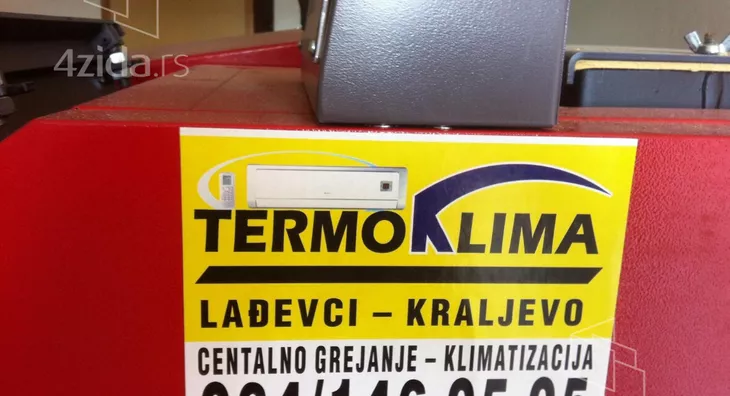 4zida.rs
TERMOKLIMA
LAĐEVCI – KRALJEVO
CENTALNO GREJANJE – KLIMATIZACIJA